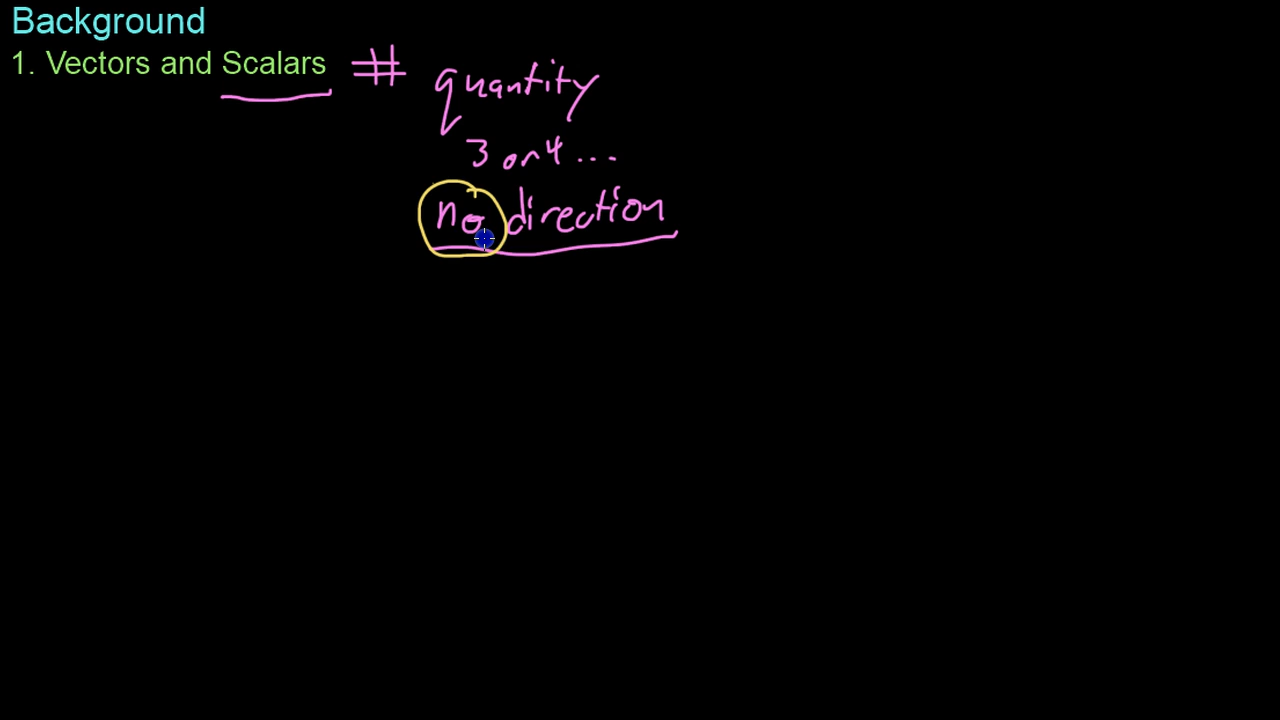 Background
1. Vectors and Scalars # quantity
3 or 4 ...
no direction